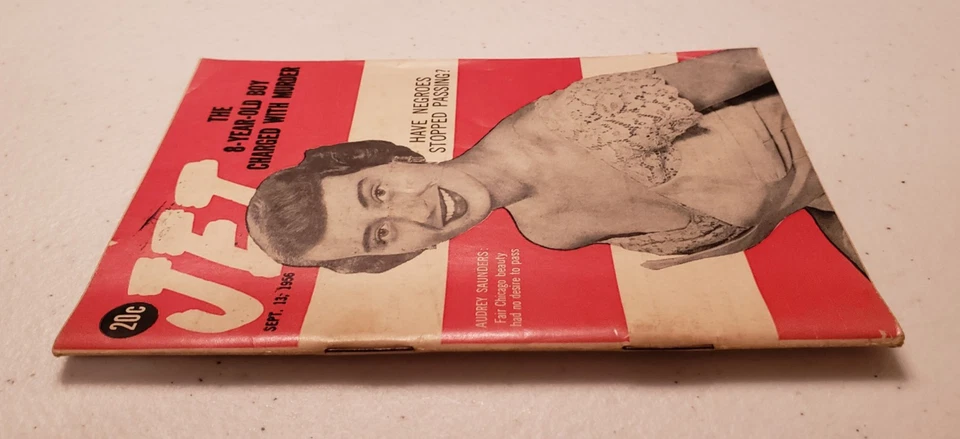 THE
8-YEAR-OLD BOY
CHARGED WITH MURDER
JET
20c
SEPT. 13, 1956
HAVE NEGROES
STOPPED PASSING?
AUDREY SAUNDERS:
Fair Chicago beauty
had no desire to pass